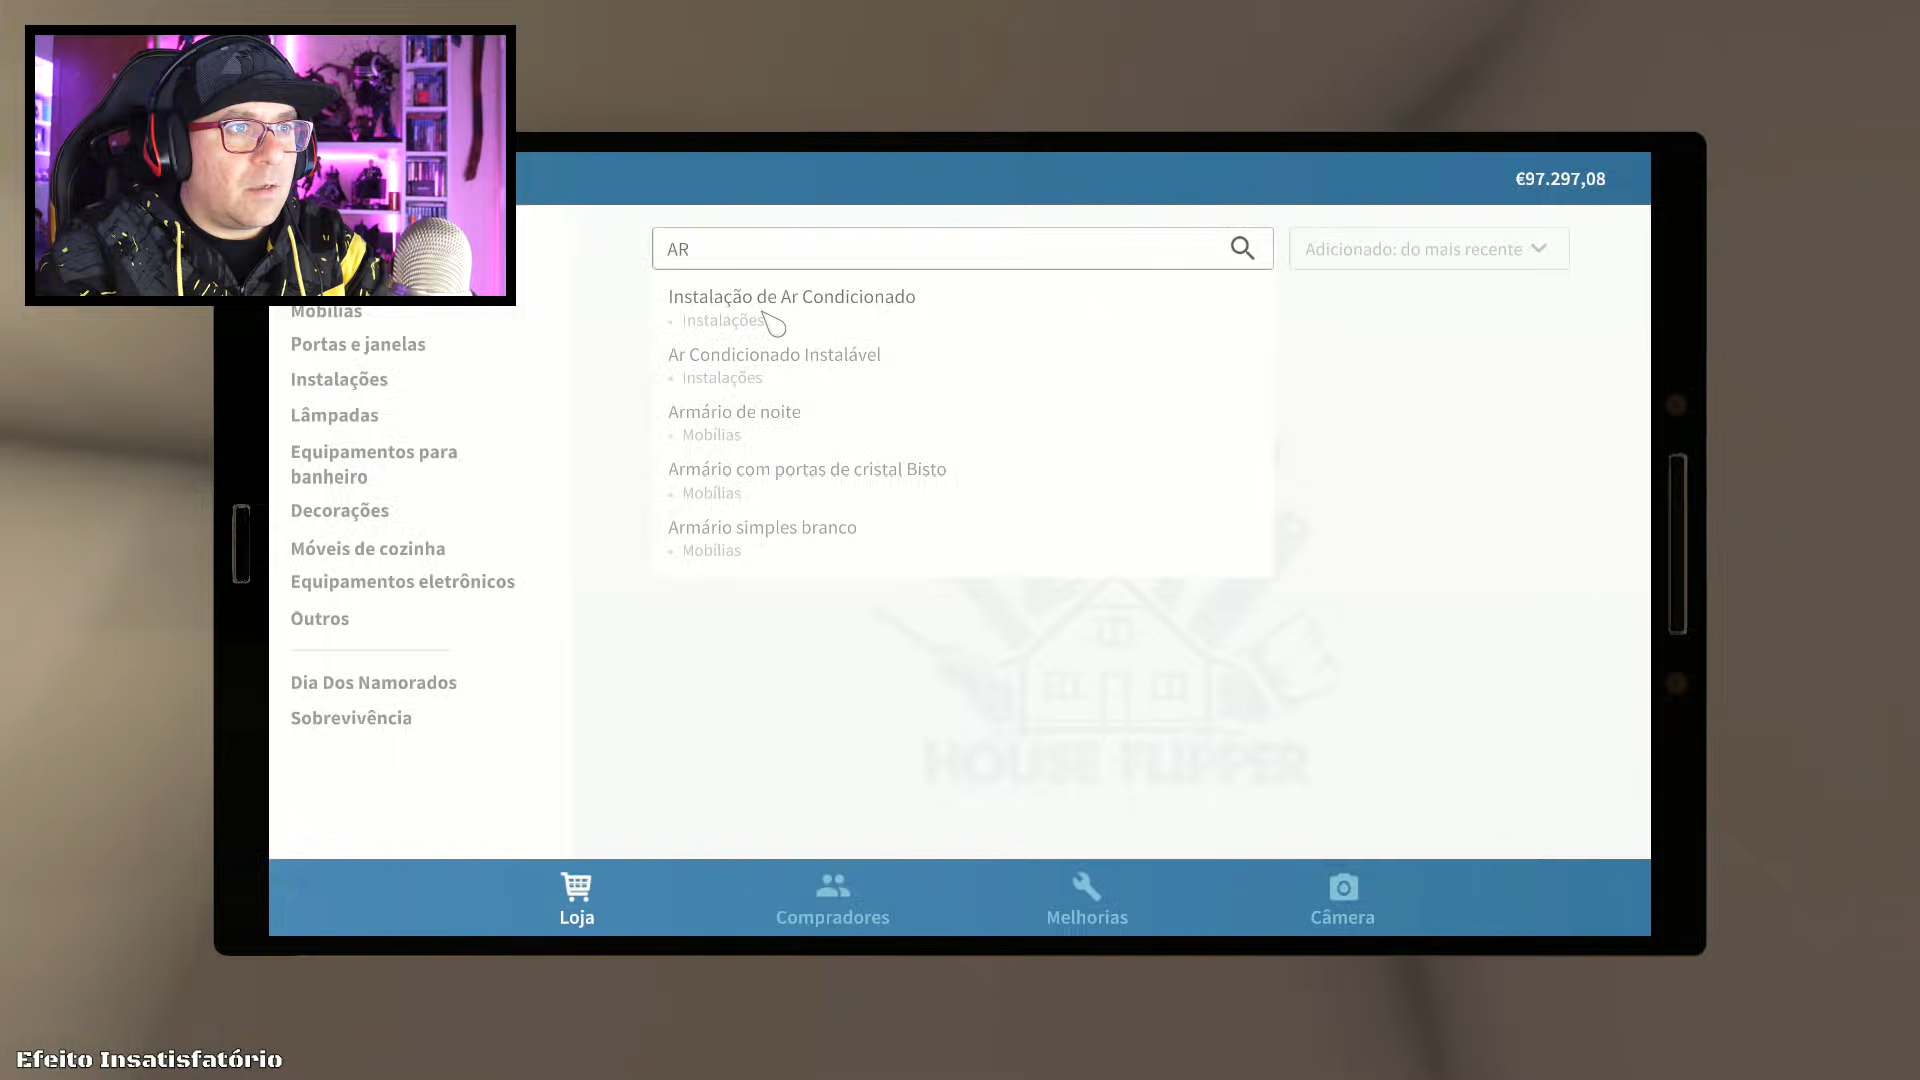 €97.297,08
AR
Adicionado: do mais recente
Instalação de Ar Condicionado
Instalações
Ar Condicionado Instalável
Instalações
Armário de noite
Mobílias
Armário com portas de cristal Bisto
Mobílias
Armário simples branco
Mobílias
Mobílias
Portas e janelas
Instalações
Lâmpadas
Equipamentos para
banheiro
Decorações
Móveis de cozinha
Equipamentos eletrônicos
Outros
Dia Dos Namorados
Sobrevivência
HOUSE FLIPPER
Loja
Compradores
Melhorias
Câmera
Efeito Insatisfatório